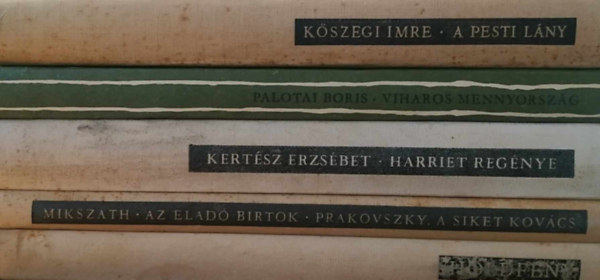 KŐSZEGI IMRE · A PESTI LÁNY
PALOTAI BORIS · VIHAROS MENNYORSZÁG
KERTÉSZ ERZSÉBET · HARRIET REGÉNYE
MIKSZÁTH · AZ ELADÓ BIRTOK · PRAKOVSZKY, A SIKET KOVÁCS